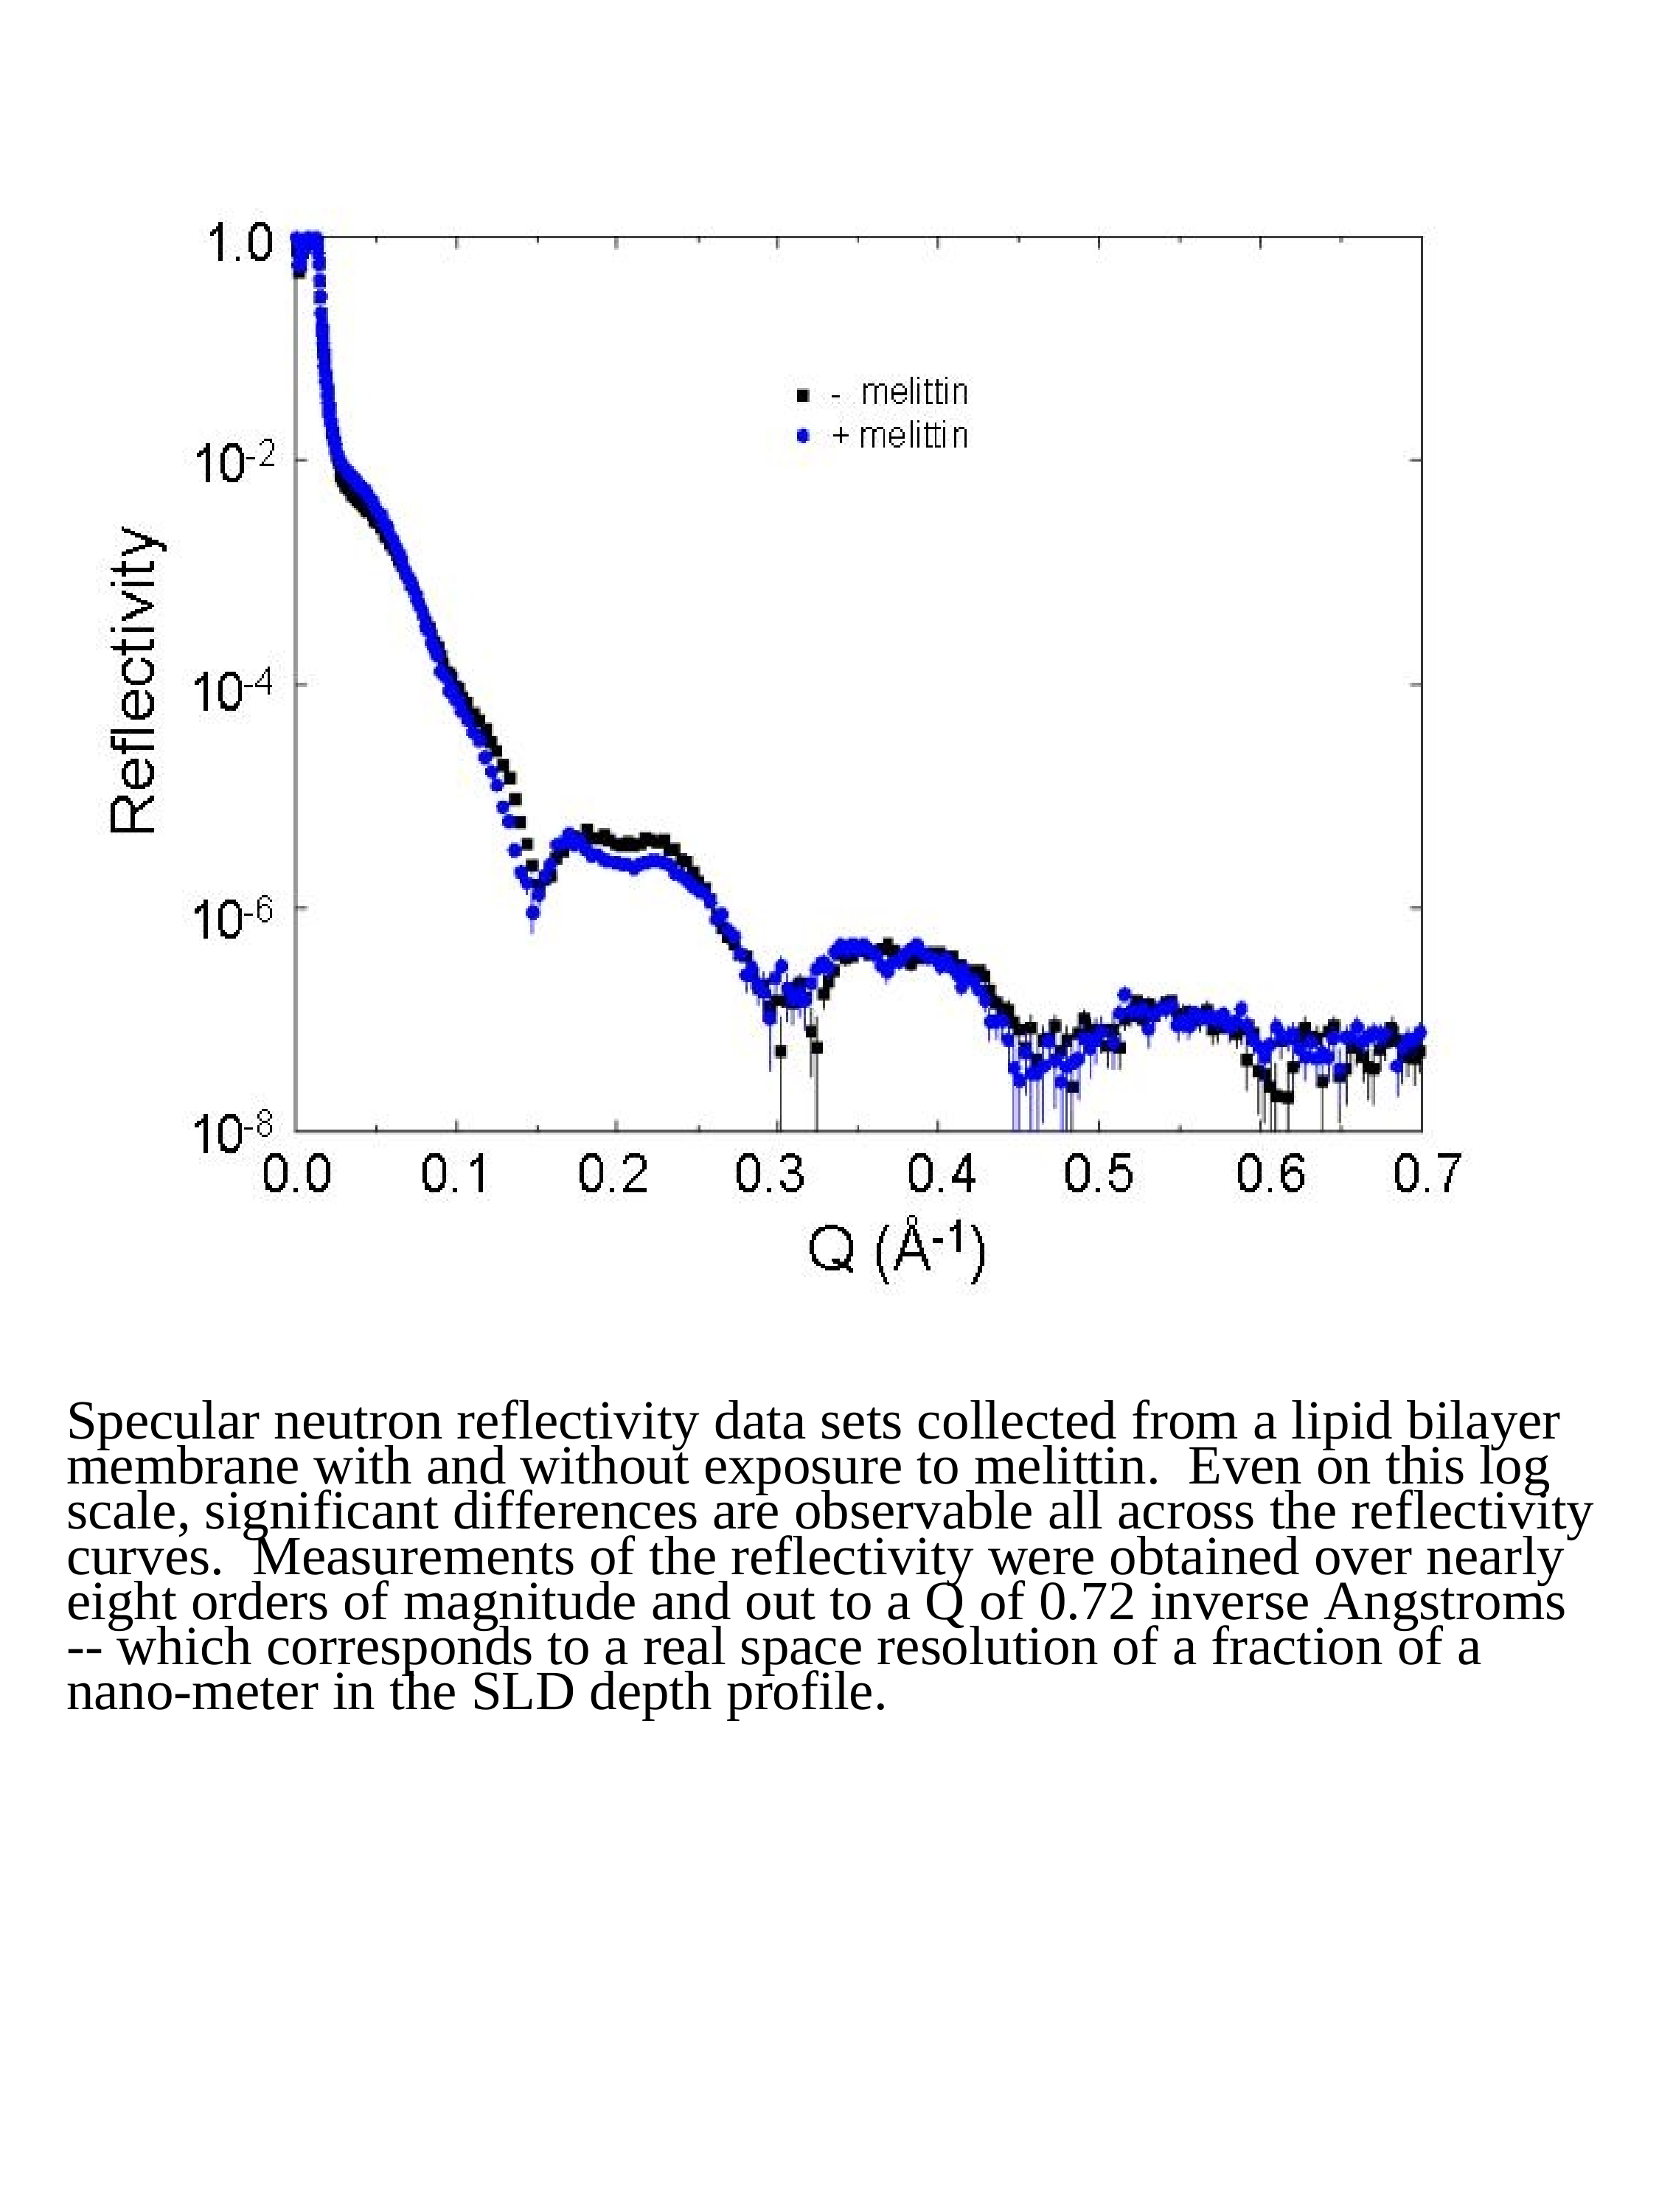 1.0
- melittin
+ melittin
10-2
Reflectivity
10-4
10-6
10-8
0.0 0.1 0.2 0.3 0.4 0.5 0.6 0.7
Q (Å-1)
Specular neutron reflectivity data sets collected from a lipid bilayer
membrane with and without exposure to melittin.  Even on this log
scale, significant differences are observable all across the reflectivity
curves.  Measurements of the reflectivity were obtained over nearly
eight orders of magnitude and out to a Q of 0.72 inverse Angstroms
-- which corresponds to a real space resolution of a fraction of a
nano-meter in the SLD depth profile.